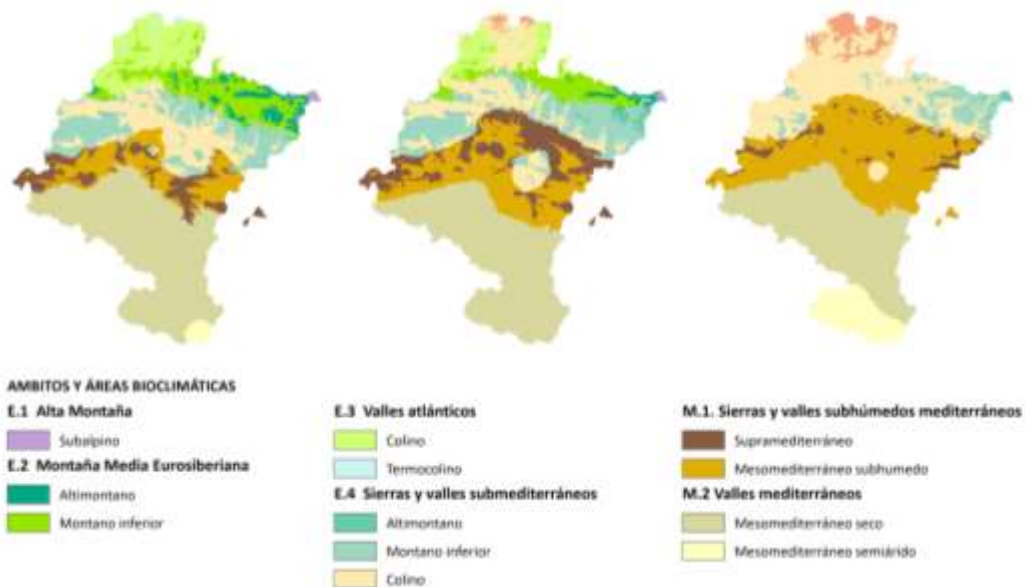 AMBITOS Y ÁREAS BIOCLIMÁTICAS
E.1 Alta Montaña
Subalpino
E.2 Montaña Media Eurosiberiana
Altimontano
Montano inferior
E.3 Valles atlánticos
Colino
Termocolino
E.4 Sierras y valles submediterráneos
Altimontano
Montano inferior
Colino
M.1. Sierras y valles subhúmedos mediterráneos
Supramediterráneo
Mesomediterráneo subhumedo
M.2 Valles mediterráneos
Mesomediterráneo seco
Mesomediterráneo semiárido